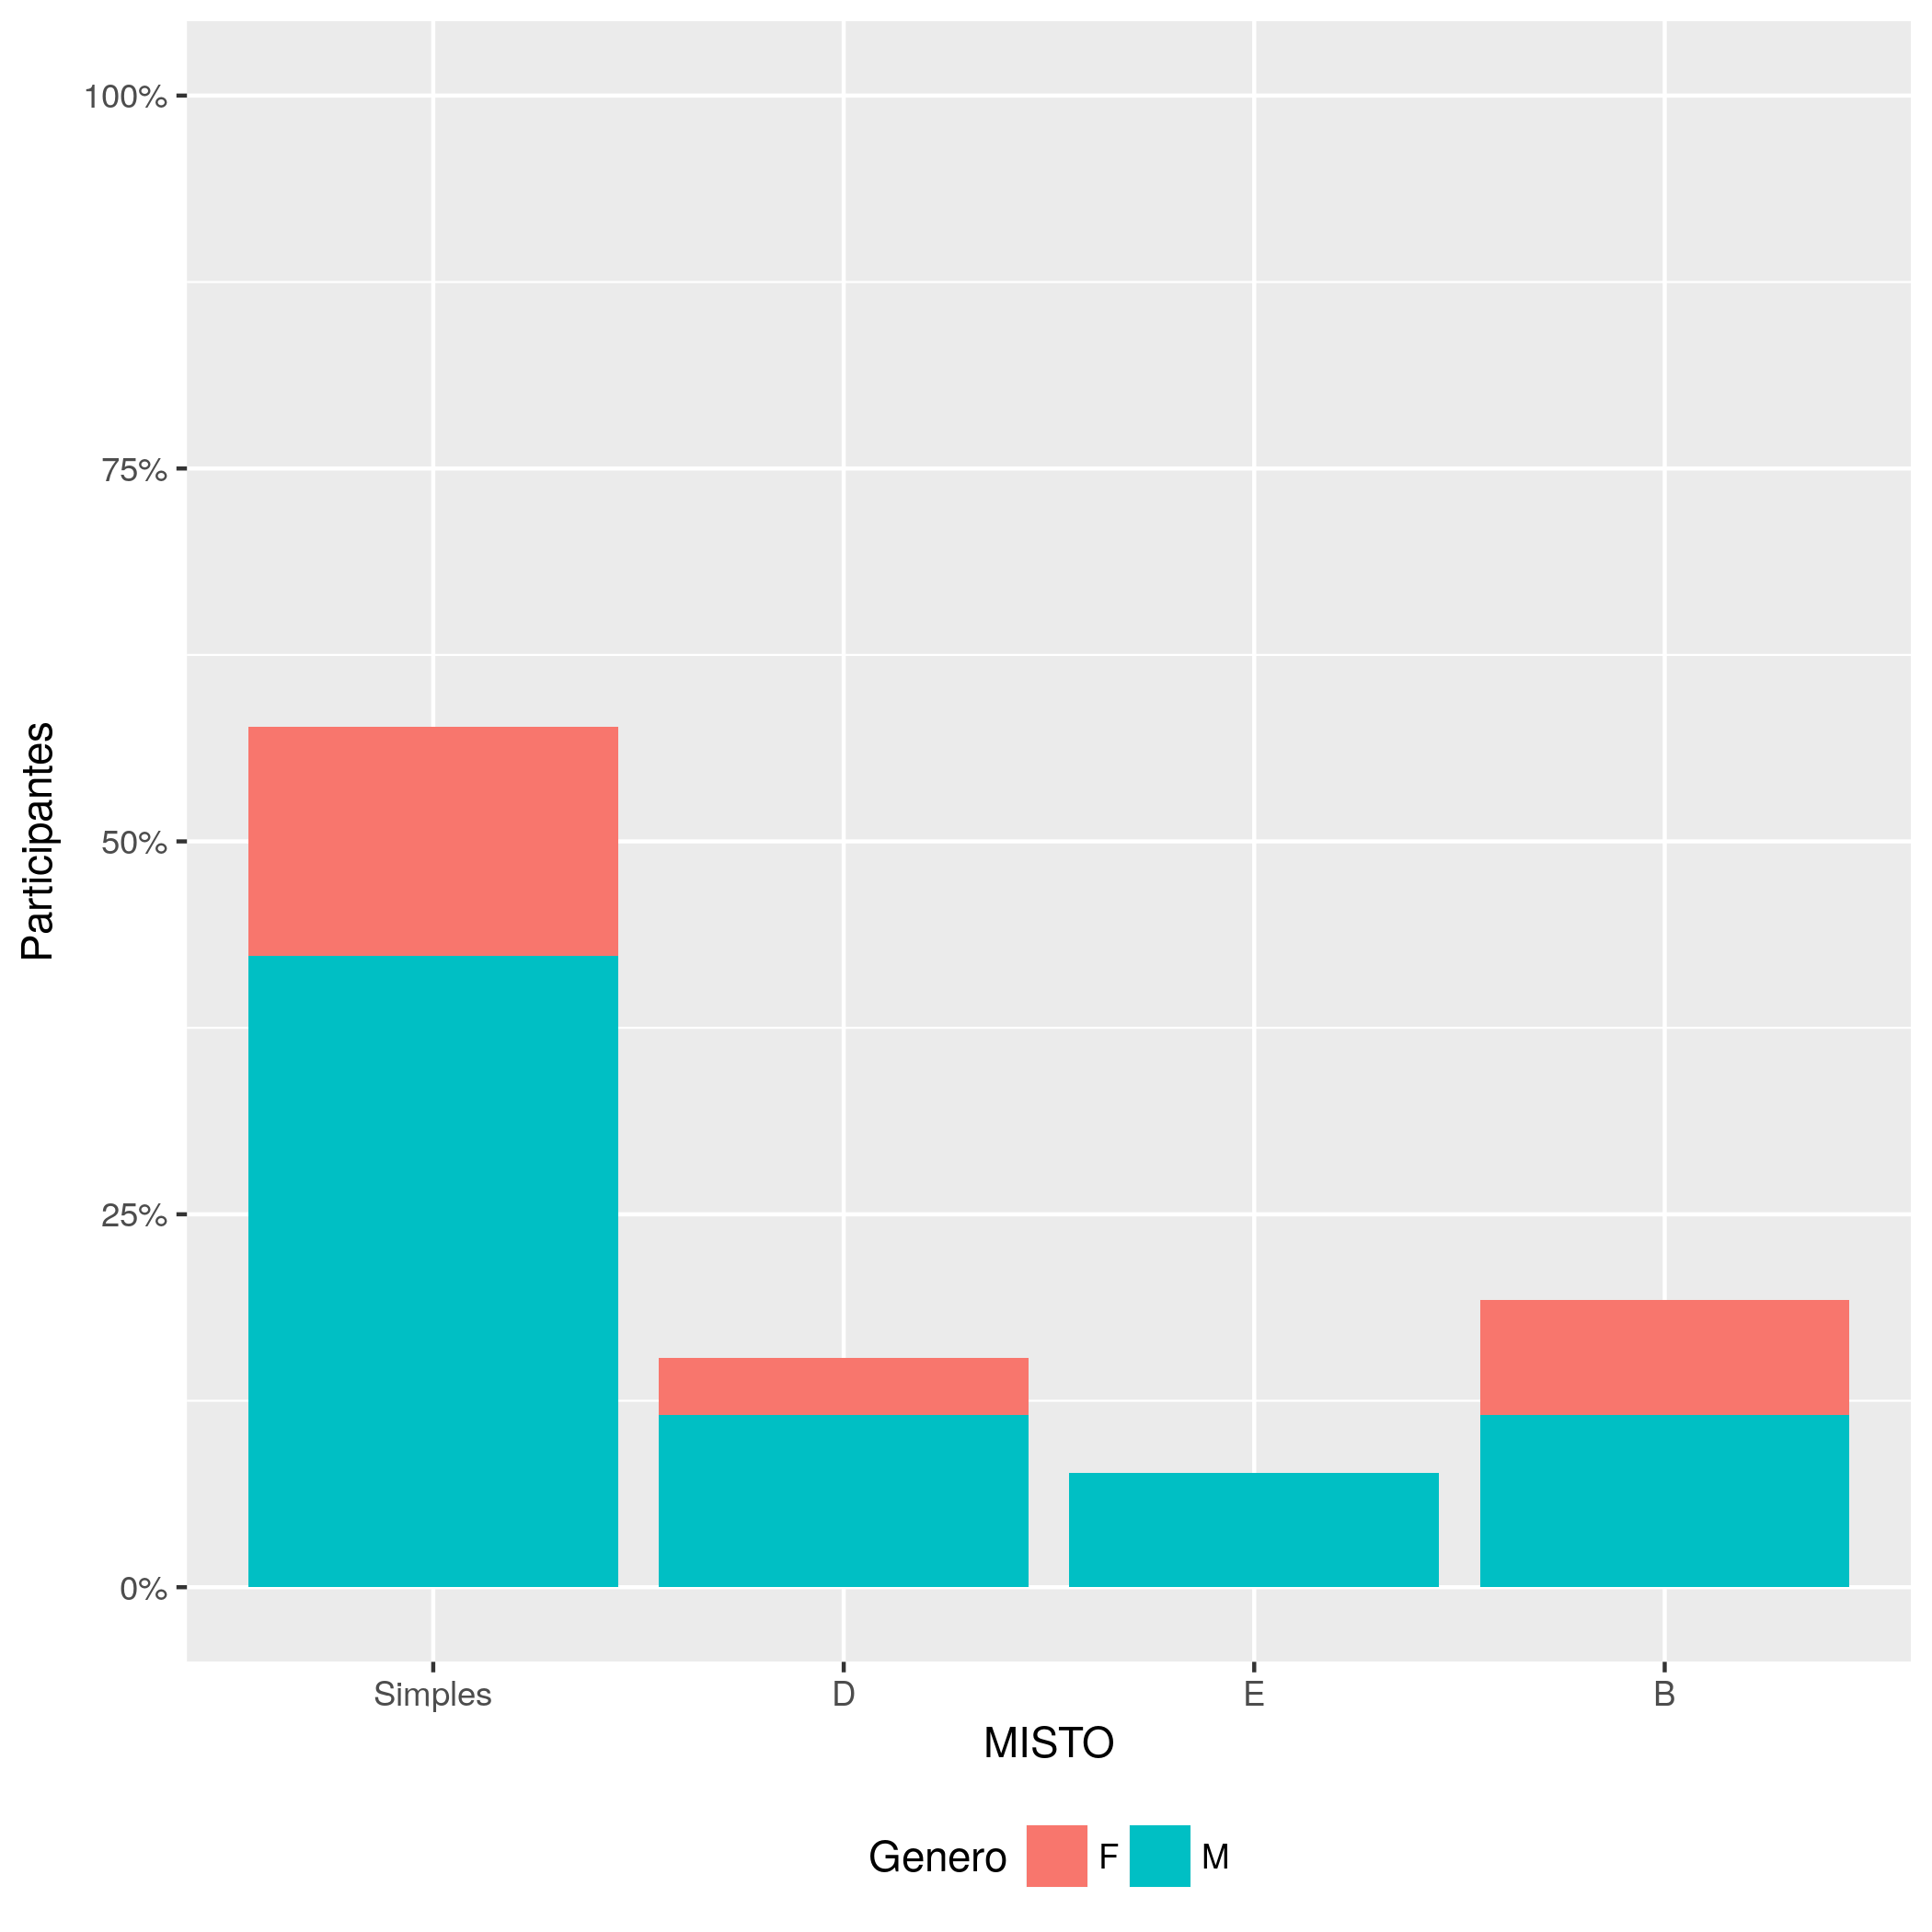 Participantes
100%
75%
50%
25%
0%
Simples D E B
MISTO
Genero F M